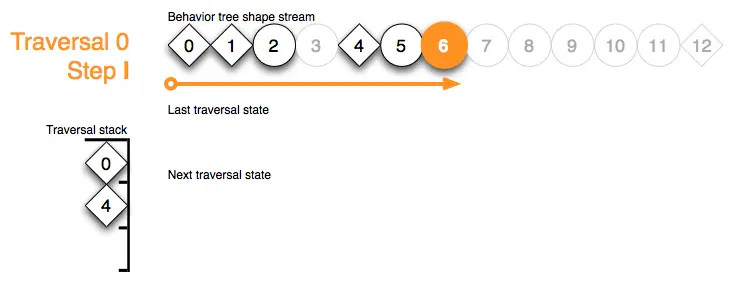 Behavior tree shape stream
Traversal 0
Step I
0 1 2 3 4 5 6 7 8 9 10 11 12
Last traversal state
Traversal stack
0
Next traversal state
4